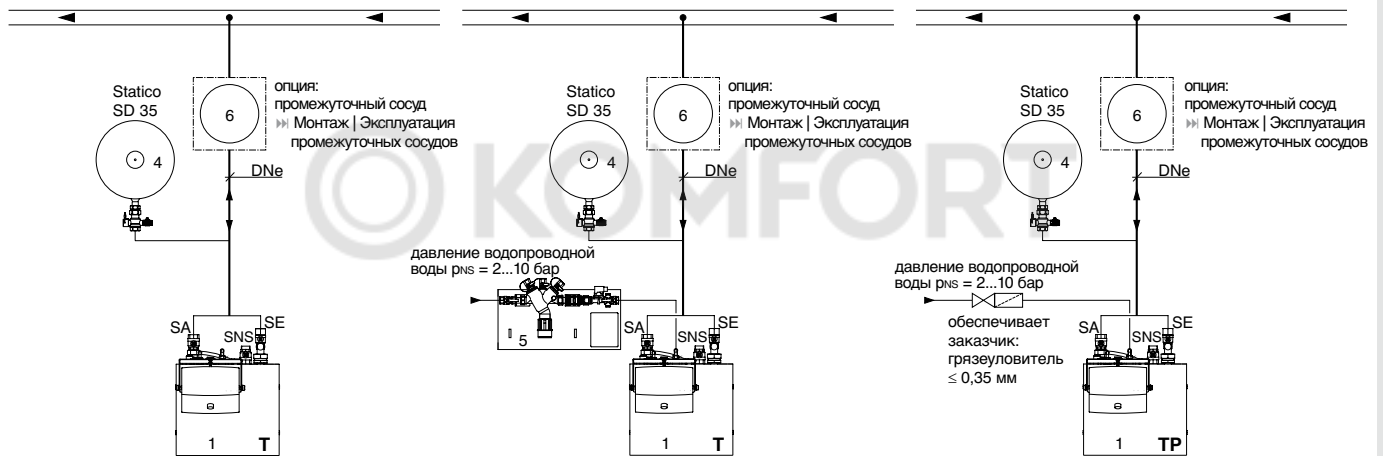 Statico
SD 35
6
опция:
промежуточный сосуд
Монтаж | Эксплуатация
промежуточных сосудов
4
DNe
SA
SNS
SE
1
T
Statico
SD 35
6
опция:
промежуточный сосуд
Монтаж | Эксплуатация
промежуточных сосудов
4
DNe
давление водопроводной
воды pNS = 2...10 бар
5
SA
SNS
SE
1
T
Statico
SD 35
6
опция:
промежуточный сосуд
Монтаж | Эксплуатация
промежуточных сосудов
4
DNe
давление водопроводной
воды pNS = 2...10 бар
обеспечивает
заказчик:
грязеуловитель
≤ 0,35 мм
SA
SNS
SE
1
TP
KOMFORT